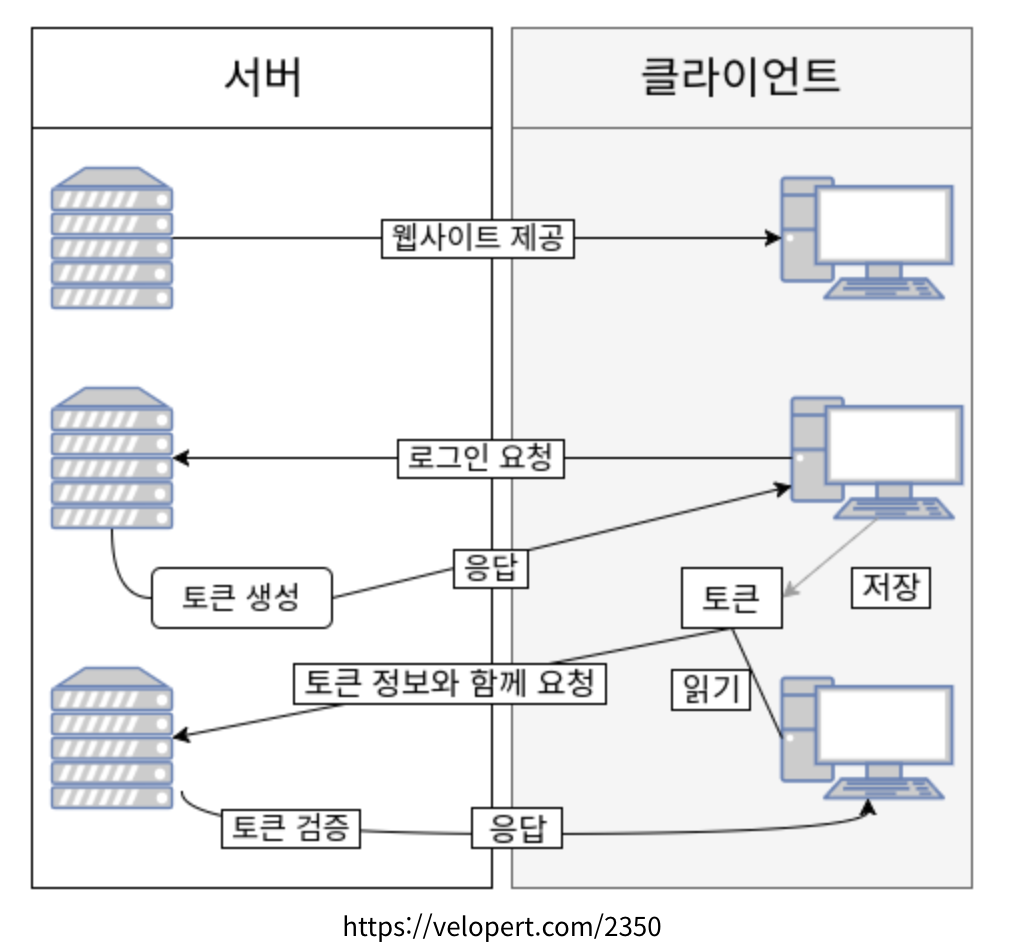 서버
클라이언트
웹사이트 제공
로그인 요청
응답
토큰 생성
토큰
저장
토큰 정보와 함께 요청
읽기
토큰 검증
응답
https://velopert.com/2350